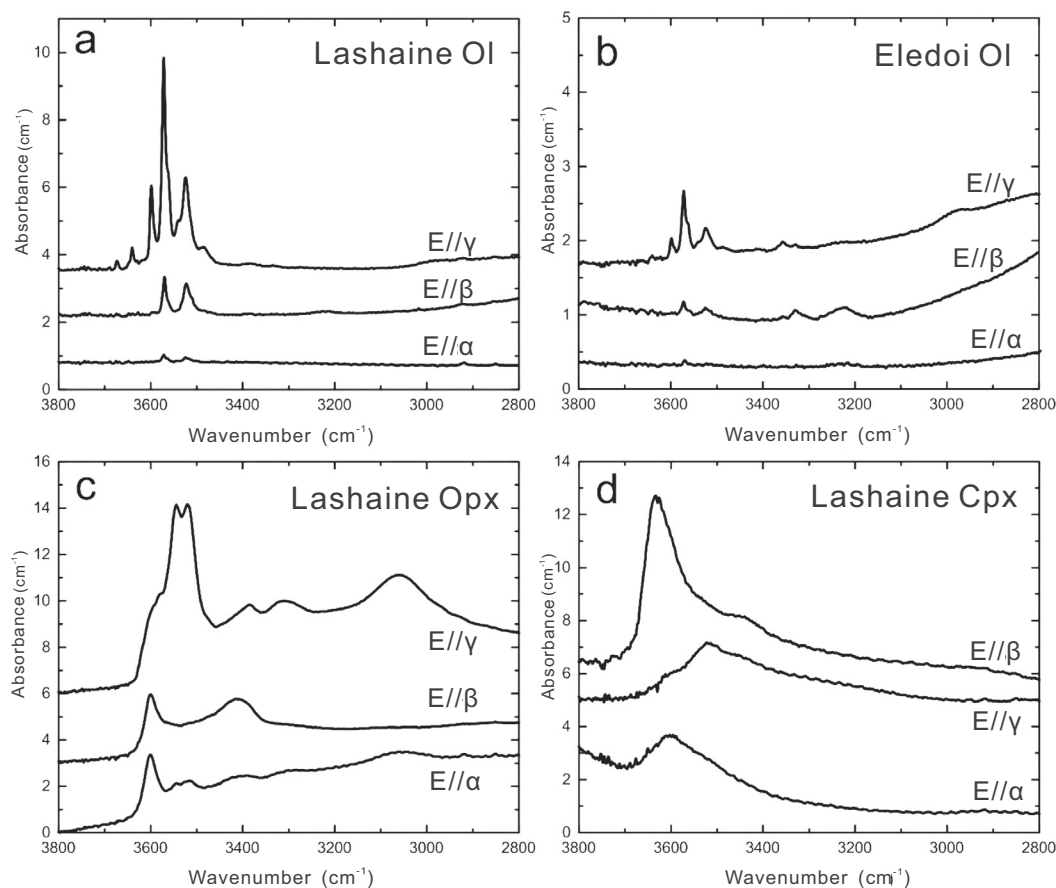 a
Lashaine Ol
Absorbance (cm⁻¹)
10
8
6
4
2
0
E//γ
E//β
E//α
3800 3600 3400 3200 3000 2800
Wavenumber (cm⁻¹)
b
Eledoi Ol
Absorbance (cm⁻¹)
5
4
3
2
1
0
E//γ
E//β
E//α
3800 3600 3400 3200 3000 2800
Wavenumber (cm⁻¹)
c
Lashaine Opx
Absorbance (cm⁻¹)
16
14
12
10
8
6
4
2
0
E//γ
E//β
E//α
3800 3600 3400 3200 3000 2800
Wavenumber (cm⁻¹)
d
Lashaine Cpx
Absorbance (cm⁻¹)
14
12
10
8
6
4
2
0
E//β
E//γ
E//α
3800 3600 3400 3200 3000 2800
Wavenumber (cm⁻¹)